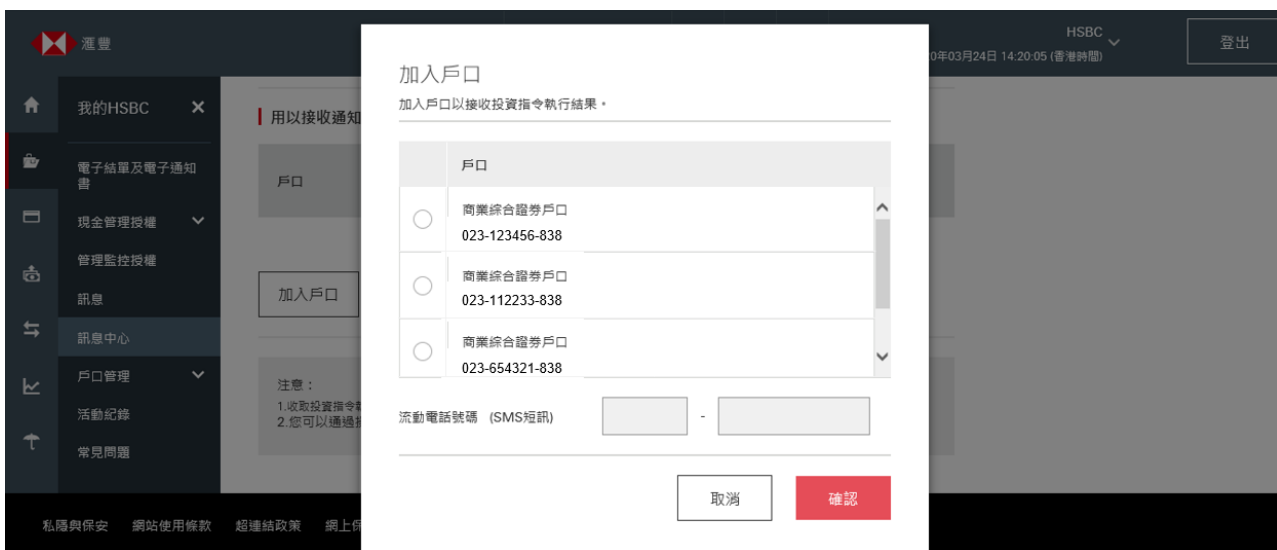 滙豐
HSBC
0年03月24日 14:20:05 (香港時間)
登出
我的HSBC
電子結單及電子通知
書
現金管理授權
管理監控授權
訊息
訊息中心
戶口管理
活動紀錄
常見問題
用以接收通知
戶口
加入戶口
注意：
1.收取投資指令
2.您可以通過
加入戶口
加入戶口以接收投資指令執行結果。
戶口
商業綜合證券戶口
023-123456-838
商業綜合證券戶口
023-112233-838
商業綜合證券戶口
023-654321-838
流動電話號碼 (SMS短訊)
-
取消
確認
私隱與保安
網站使用條款
超連結政策
網上保